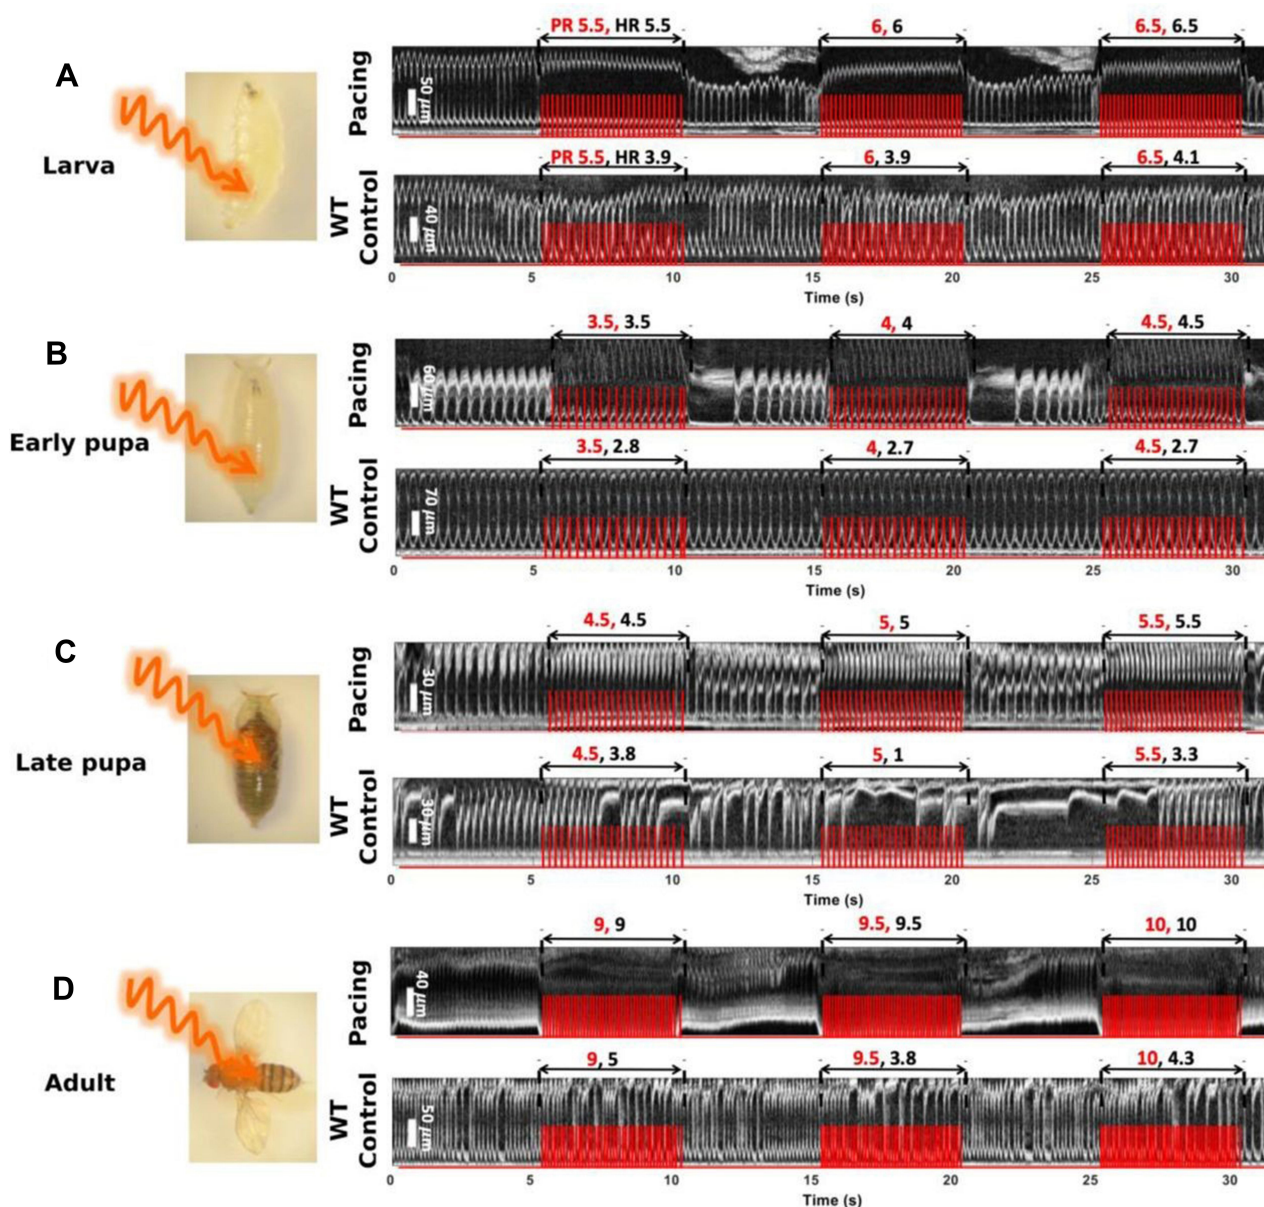 A
Larva
Pacing
50 µm
PR 5.5, HR 5.5
6, 6
6.5, 6.5
WT
Control
40 µm
PR 5.5, HR 3.9
6, 3.9
6.5, 4.1
0 5 10 15 20 25 30
Time (s)
B
Early pupa
Pacing
60 µm
3.5, 3.5
4, 4
4.5, 4.5
WT
Control
70 µm
3.5, 2.8
4, 2.7
4.5, 2.7
0 5 10 15 20 25 30
Time (s)
C
Late pupa
Pacing
30 µm
4.5, 4.5
5, 5
5.5, 5.5
WT
Control
30 µm
4.5, 3.8
5, 1
5.5, 3.3
0 5 10 15 20 25 30
Time (s)
D
Adult
Pacing
40 µm
9, 9
9.5, 9.5
10, 10
WT
Control
50 µm
9, 5
9.5, 3.8
10, 4.3
0 5 10 15 20 25 30
Time (s)